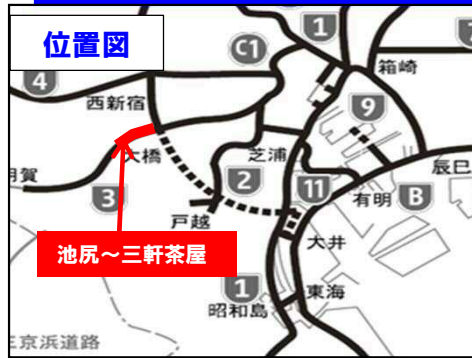 位置図
1
C1
7
箱崎
4
西新宿
9
大橋
芝浦
辰巳
用賀
3
2
11
有明
B
戸越
池尻～三軒茶屋
大井
1
東海
昭和島
京浜道路